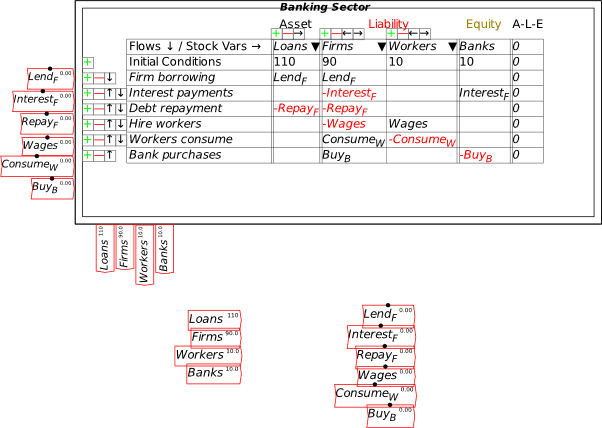 Banking Sector
Asset Liability Equity A-L-E
+ — → + — ← → + — ← →
Flows ↓ / Stock Vars → Loans ▼ Firms ▼ Workers ▼ Banks 0
+ Initial Conditions 110 90 10 10 0
+ — ↓ Firm borrowing Lend_F Lend_F 0
+ — ↑ ↓ Interest payments -Interest_F Interest_F 0
+ — ↑ ↓ Debt repayment -Repay_F -Repay_F 0
+ — ↑ ↓ Hire workers -Wages Wages 0
+ — ↑ ↓ Workers consume Consume_W -Consume_W 0
+ — ↑ Bank purchases Buy_B -Buy_B 0
Lend_F 0.00
Interest_F 0.00
Repay_F 0.00
Wages 0.00
Consume_W 0.00
Buy_B 0.00
Loans 110
Firms 90.0
Workers 10.0
Banks 10.0
Loans 110
Firms 90.0
Workers 10.0
Banks 10.0
Lend_F 0.00
Interest_F 0.00
Repay_F 0.00
Wages 0.00
Consume_W 0.00
Buy_B 0.00